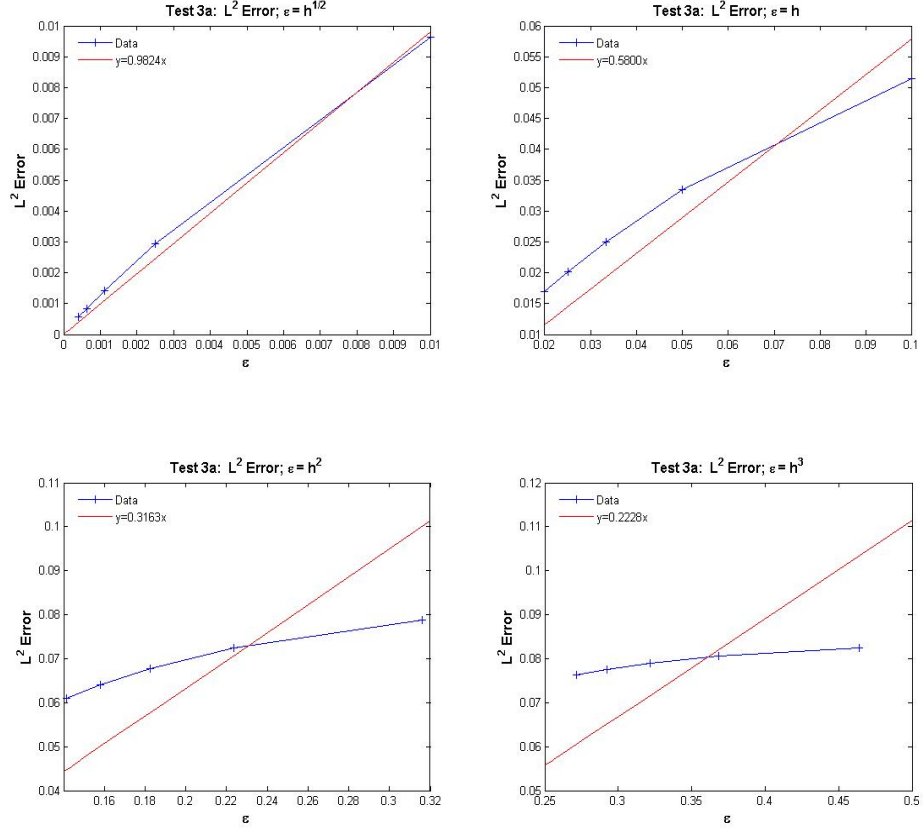 Test 3a: L² Error; ε = h^1/2
Data
y=0.9824x
0.01
0.009
0.008
0.007
0.006
0.005
0.004
0.003
0.002
0.001
0
L² Error
0 0.001 0.002 0.003 0.004 0.005 0.006 0.007 0.008 0.009 0.01
ε
Test 3a: L² Error; ε = h
Data
y=0.5800x
0.06
0.055
0.05
0.045
0.04
0.035
0.03
0.025
0.02
0.015
0.01
L² Error
0.02 0.03 0.04 0.05 0.06 0.07 0.08 0.09 0.1
ε
Test 3a: L² Error; ε = h²
Data
y=0.3163x
0.11
0.1
0.09
0.08
0.07
0.06
0.05
0.04
L² Error
0.16 0.18 0.2 0.22 0.24 0.26 0.28 0.3 0.32
ε
Test 3a: L² Error; ε = h³
Data
y=0.2228x
0.12
0.11
0.1
0.09
0.08
0.07
0.06
0.05
L² Error
0.25 0.3 0.35 0.4 0.45 0.5
ε